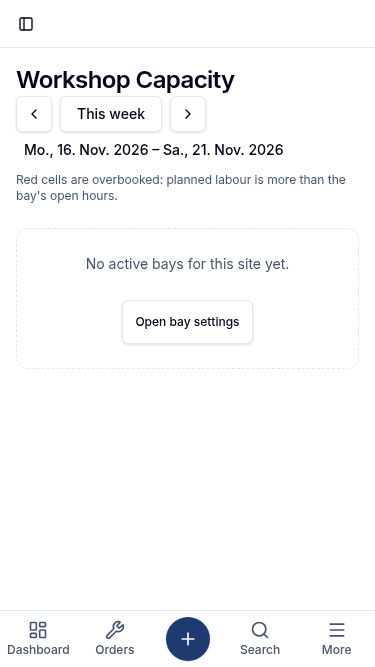 Workshop Capacity
This week
Mo., 16. Nov. 2026 – Sa., 21. Nov. 2026
Red cells are overbooked: planned labour is more than the
bay's open hours.
No active bays for this site yet.
Open bay settings
Dashboard
Orders
Search
More